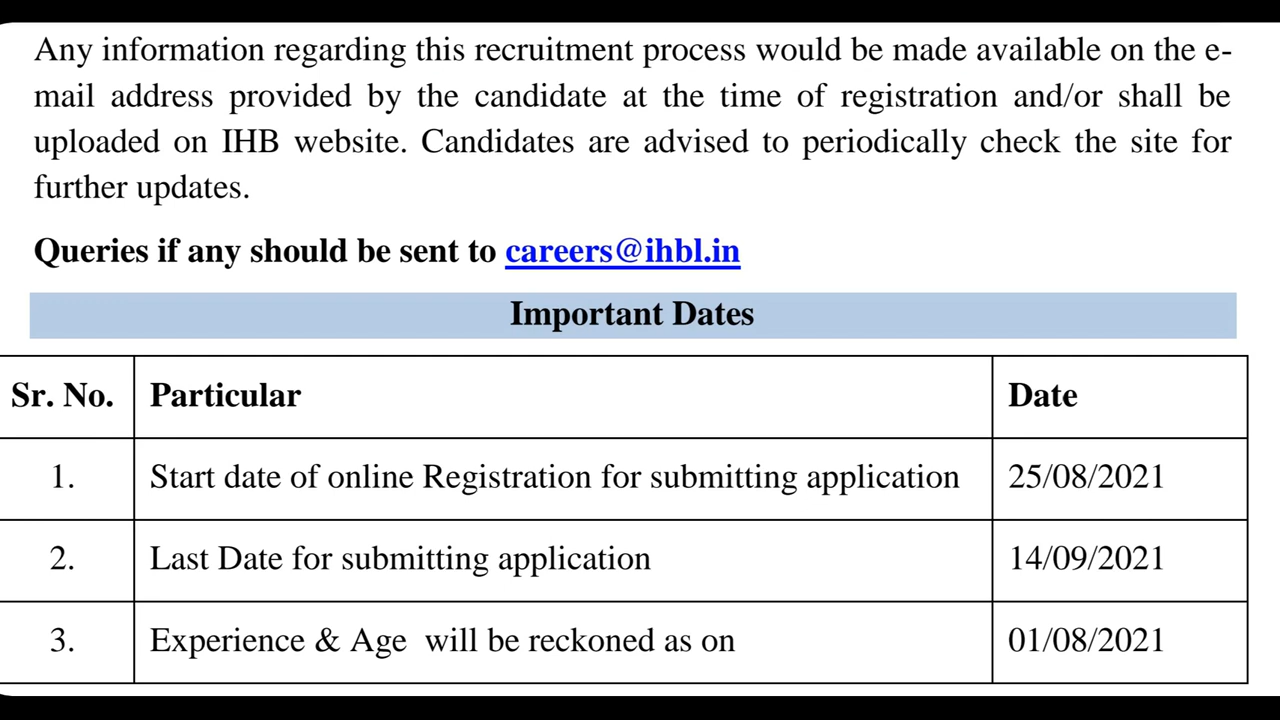 Any information regarding this recruitment process would be made available on the e-
mail address provided by the candidate at the time of registration and/or shall be
uploaded on IHB website. Candidates are advised to periodically check the site for
further updates.
Queries if any should be sent to careers@ihbl.in
Important Dates
Sr. No. Particular Date
1. Start date of online Registration for submitting application 25/08/2021
2. Last Date for submitting application 14/09/2021
3. Experience & Age will be reckoned as on 01/08/2021